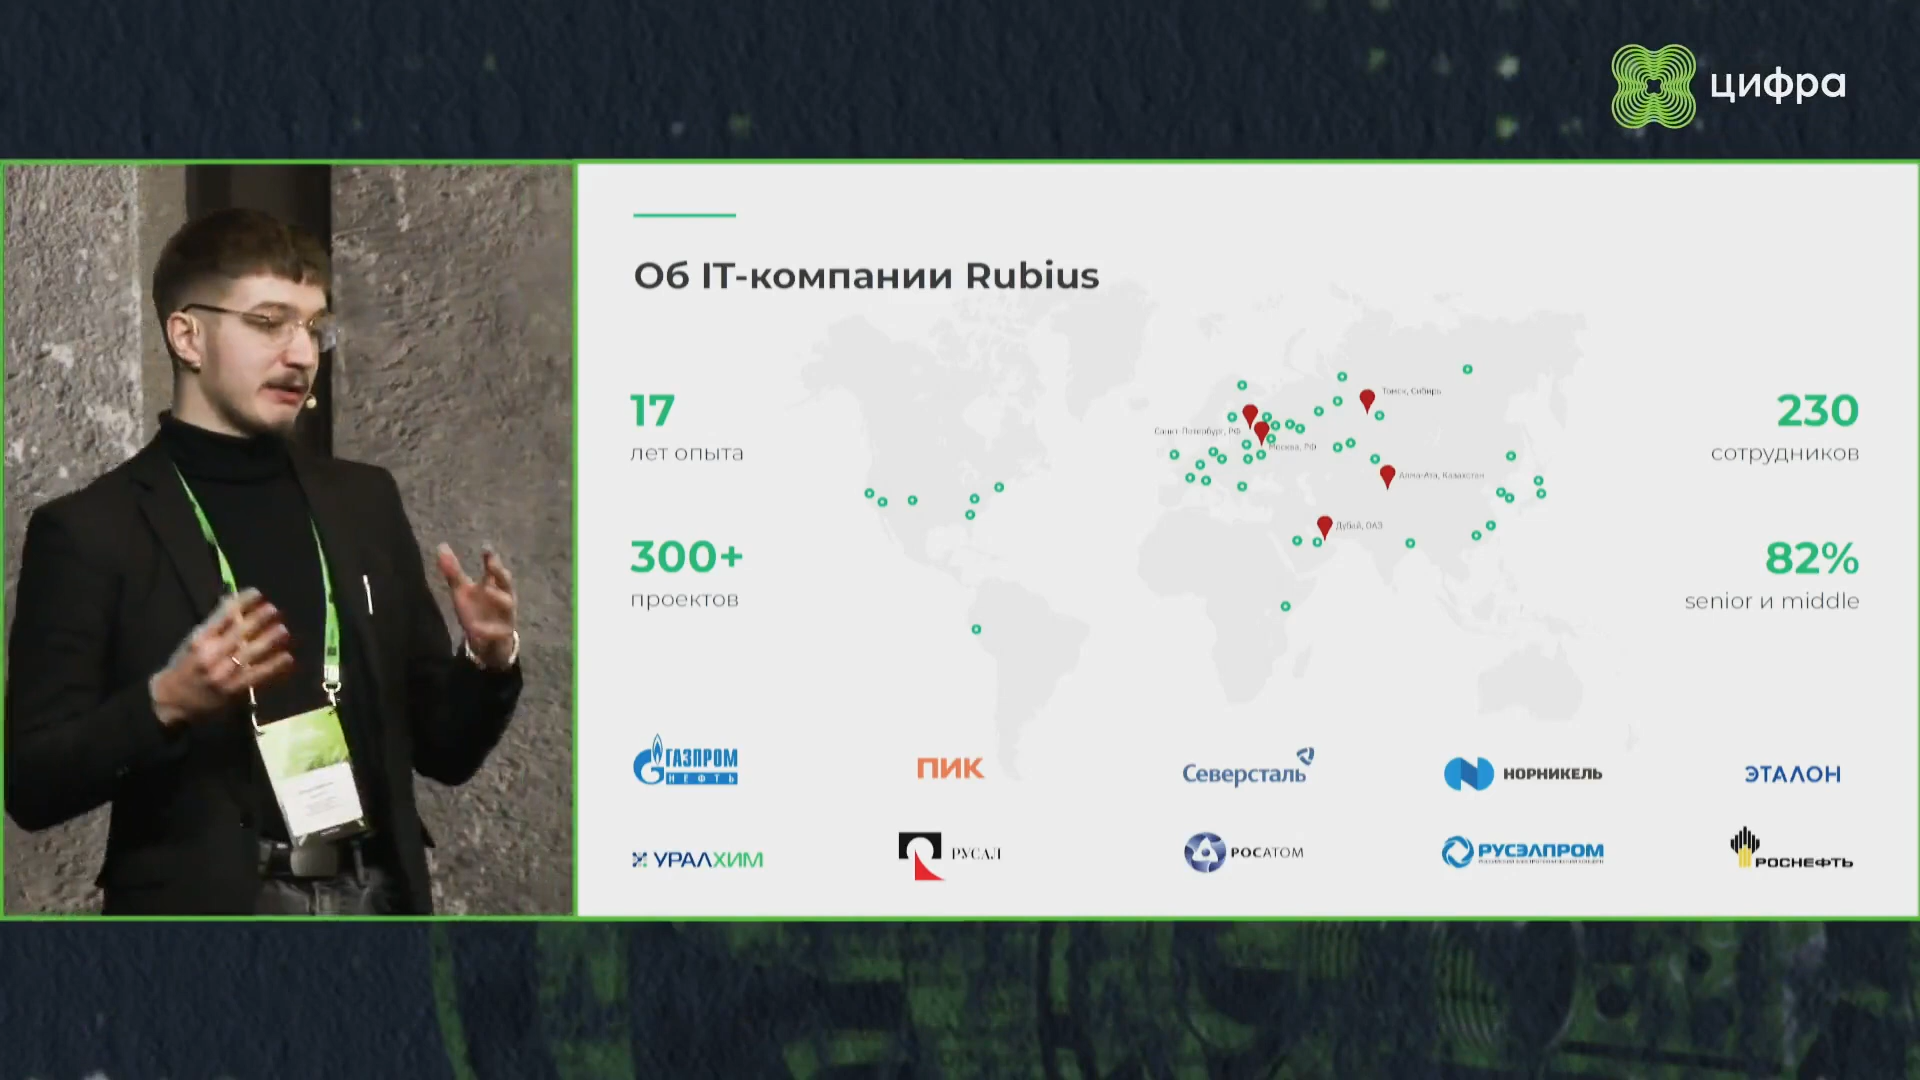 цифра
Об IT-компании Rubius
17
лет опыта
300+
проектов
230
сотрудников
82%
senior и middle
Томск, Сибирь
Санкт-Петербург, РФ
Москва, РФ
Алма-Ата, Казахстан
Дубай, ОАЭ
ГАЗПРОМ
НЕФТЬ
ПИК
Северсталь
НОРНИКЕЛЬ
ЭТАЛОН
УРАЛХИМ
РУСАЛ
РОСАТОМ
РУСЭЛПРОМ
РОСНЕФТЬ